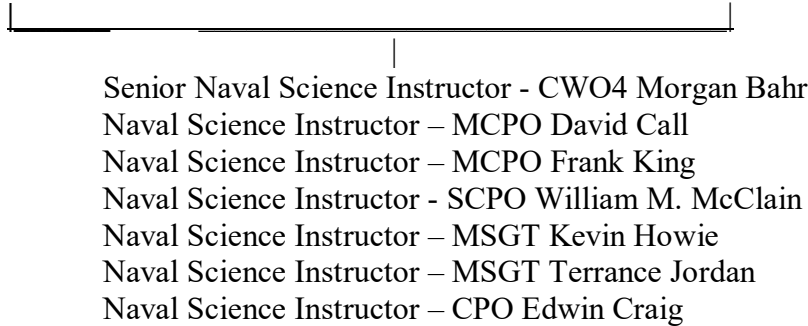 Senior Naval Science Instructor - CWO4 Morgan Bahr
Naval Science Instructor – MCPO David Call
Naval Science Instructor – MCPO Frank King
Naval Science Instructor - SCPO William M. McClain
Naval Science Instructor – MSGT Kevin Howie
Naval Science Instructor – MSGT Terrance Jordan
Naval Science Instructor – CPO Edwin Craig